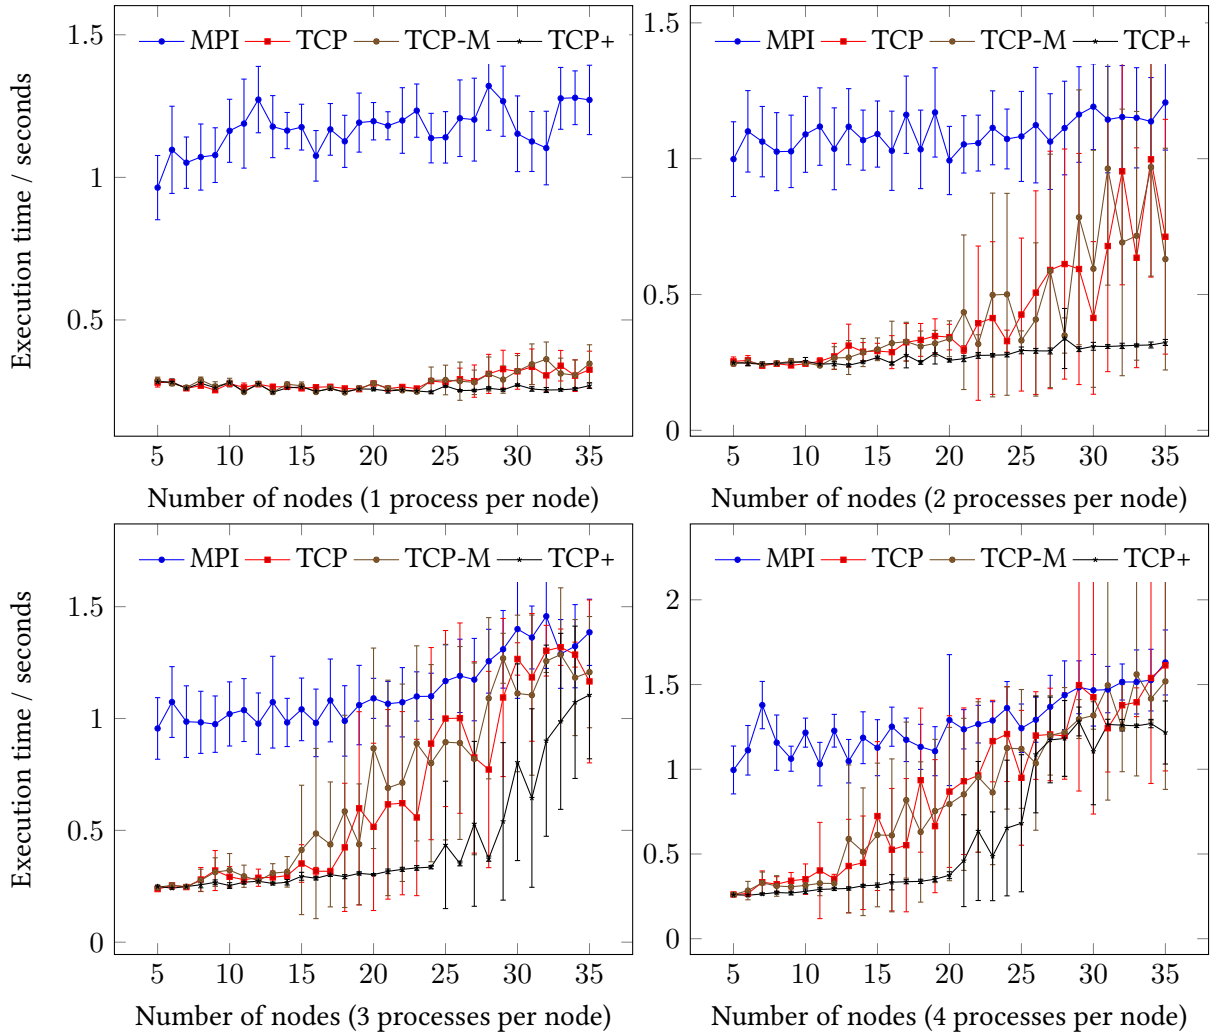 MPI TCP TCP-M TCP+
1.5
1
0.5
Execution time / seconds
5 10 15 20 25 30 35
Number of nodes (1 process per node)
MPI TCP TCP-M TCP+
1.5
1
0.5
0
5 10 15 20 25 30 35
Number of nodes (2 processes per node)
MPI TCP TCP-M TCP+
1.5
1
0.5
0
Execution time / seconds
5 10 15 20 25 30 35
Number of nodes (3 processes per node)
MPI TCP TCP-M TCP+
2
1.5
1
0.5
0
5 10 15 20 25 30 35
Number of nodes (4 processes per node)